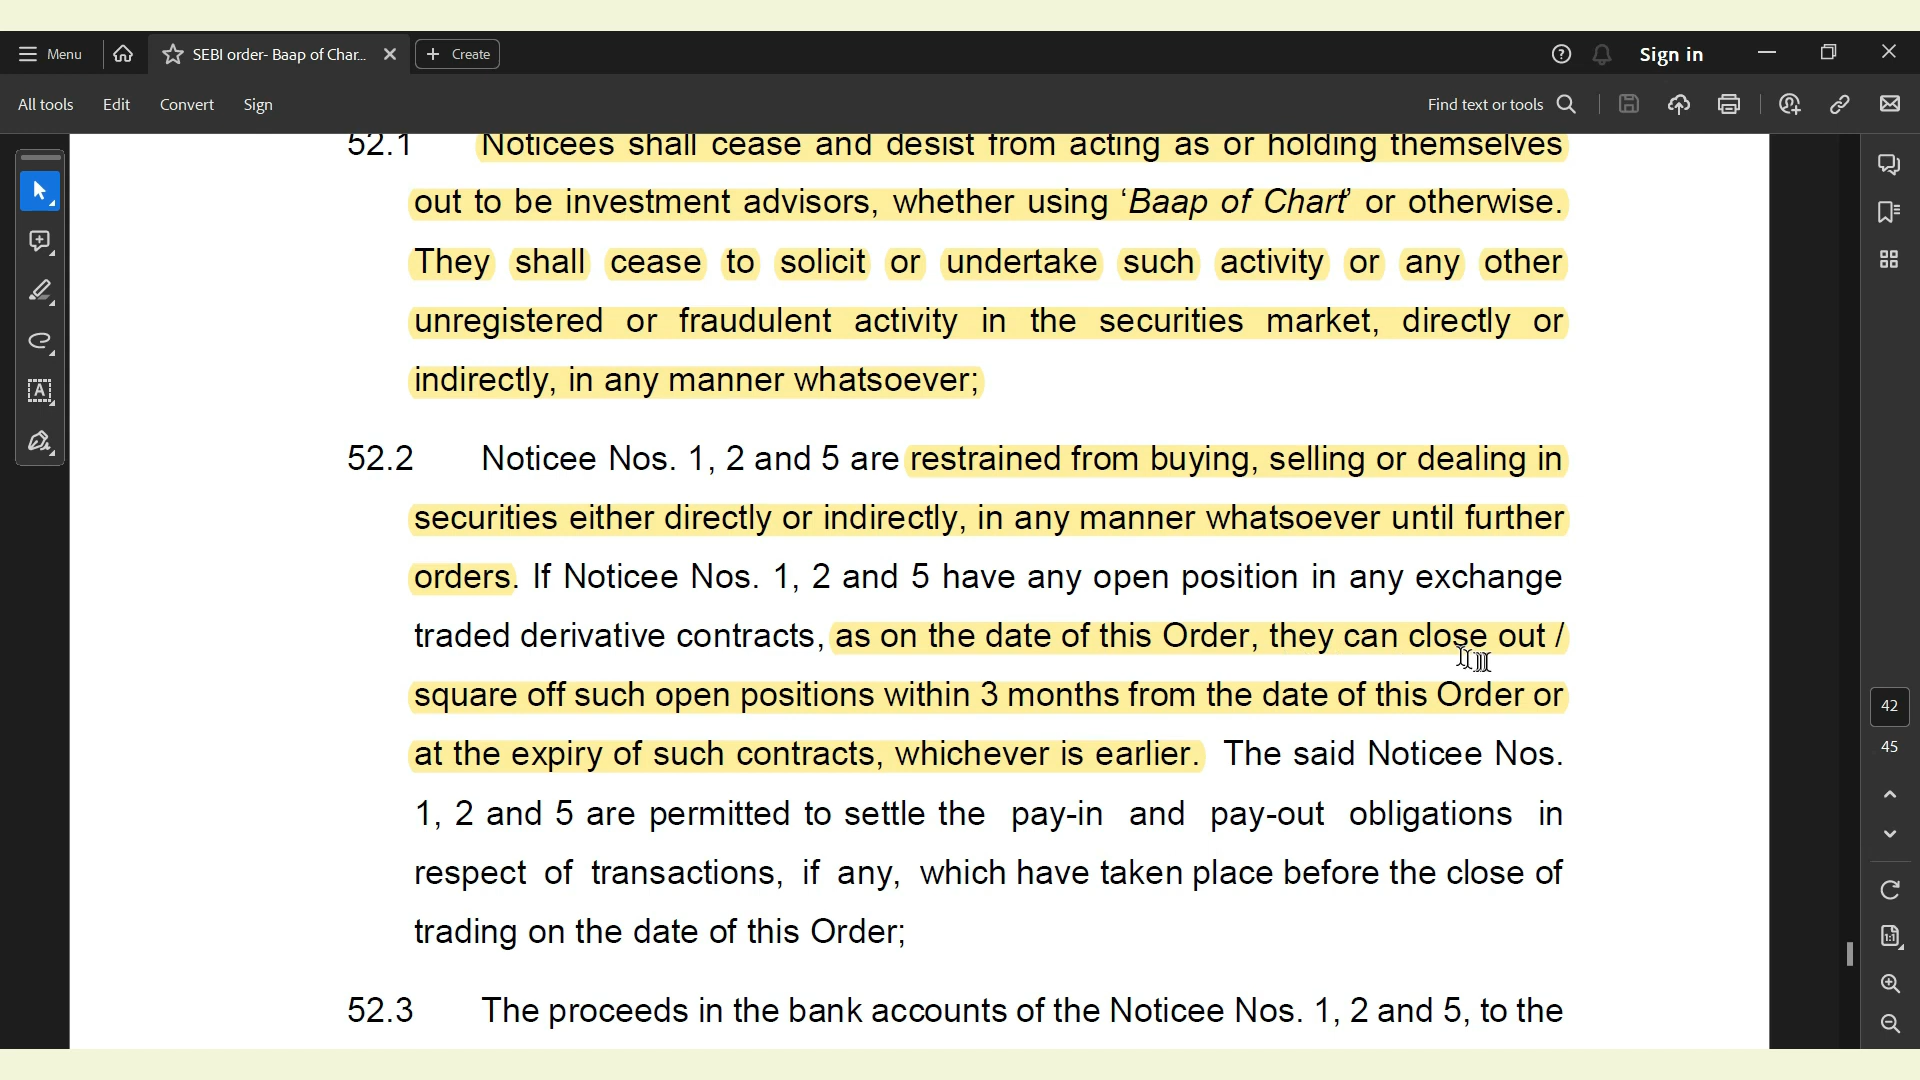 Menu
SEBI order- Baap of Char...
Create
Sign in
All tools
Edit
Convert
Sign
Find text or tools
52.1 Noticees shall cease and desist from acting as or holding themselves
out to be investment advisors, whether using ‘Baap of Chart’ or otherwise.
They shall cease to solicit or undertake such activity or any other
unregistered or fraudulent activity in the securities market, directly or
indirectly, in any manner whatsoever;
52.2 Noticee Nos. 1, 2 and 5 are restrained from buying, selling or dealing in
securities either directly or indirectly, in any manner whatsoever until further
orders. If Noticee Nos. 1, 2 and 5 have any open position in any exchange
traded derivative contracts, as on the date of this Order, they can close out /
square off such open positions within 3 months from the date of this Order or
at the expiry of such contracts, whichever is earlier. The said Noticee Nos.
1, 2 and 5 are permitted to settle the pay-in and pay-out obligations in
respect of transactions, if any, which have taken place before the close of
trading on the date of this Order;
52.3 The proceeds in the bank accounts of the Noticee Nos. 1, 2 and 5, to the
42
45
1:1